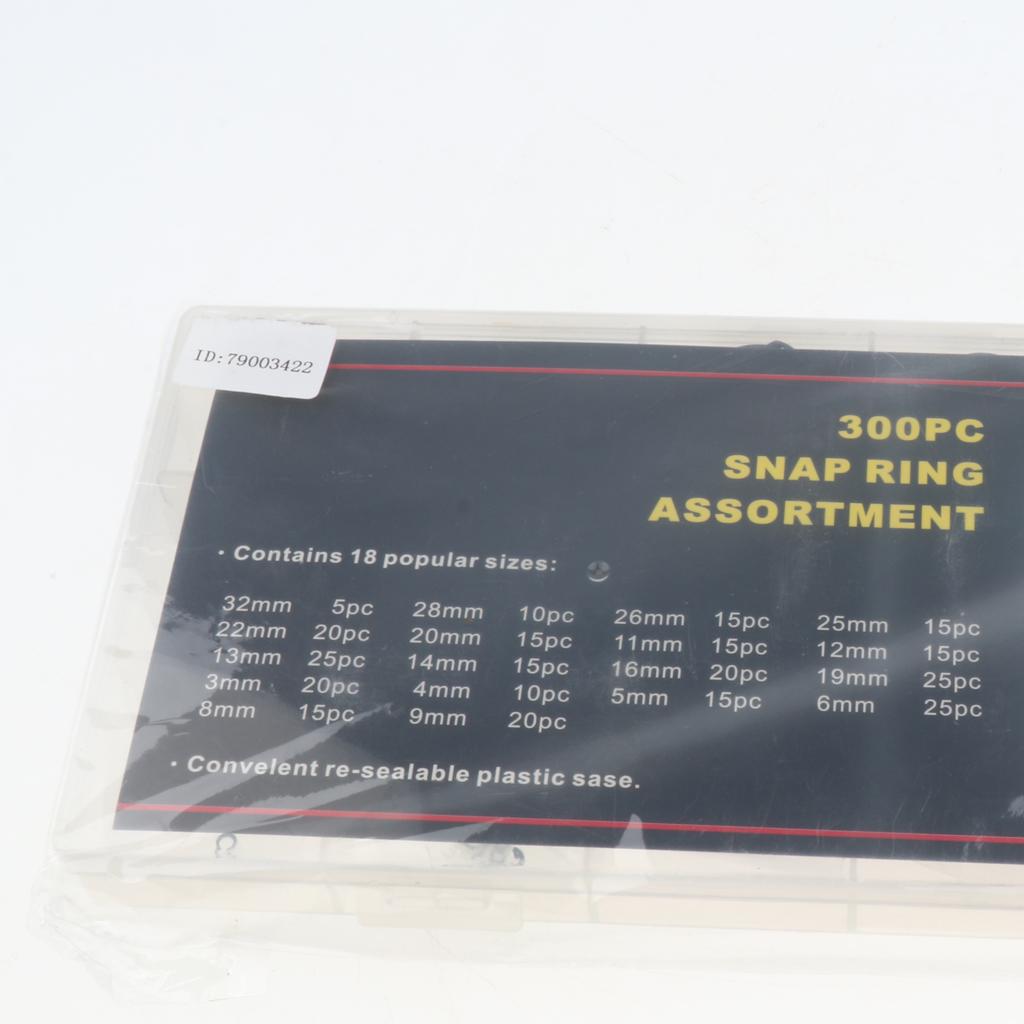 ID:79003422
300PC
SNAP RING
ASSORTMENT
· Contains 18 popular sizes:
32mm 5pc 28mm 10pc 26mm 15pc 25mm 15pc
22mm 20pc 20mm 15pc 11mm 15pc 12mm 15pc
13mm 25pc 14mm 15pc 16mm 20pc 19mm 25pc
3mm 20pc 4mm 10pc 5mm 15pc 6mm 25pc
8mm 15pc 9mm 20pc
· Convelent re-sealable plastic sase.